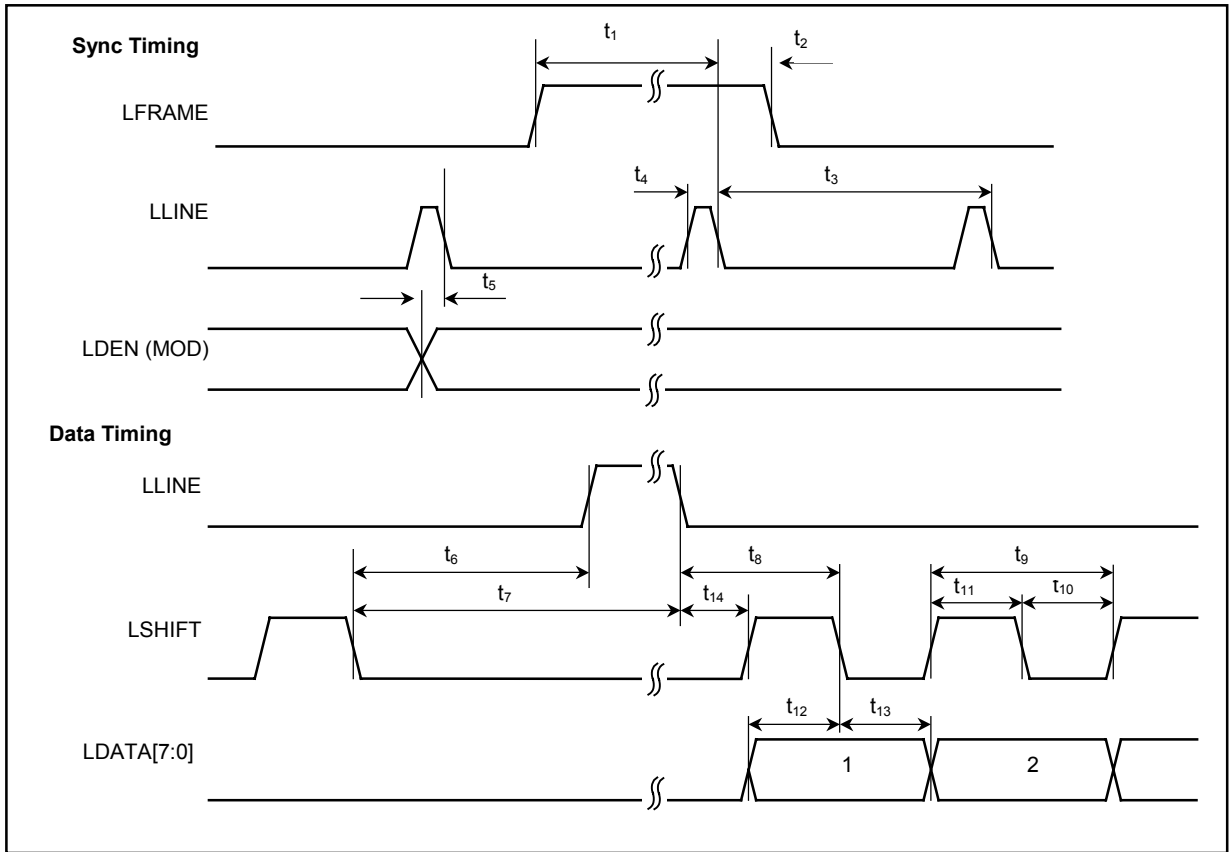 Sync Timing
t₁
t₂
LFRAME
t₄
t₃
LLINE
t₅
LDEN (MOD)
Data Timing
LLINE
t₆
t₈
t₉
t₇
t₁₄
t₁₁
t₁₀
LSHIFT
t₁₂
t₁₃
LDATA[7:0]
1
2